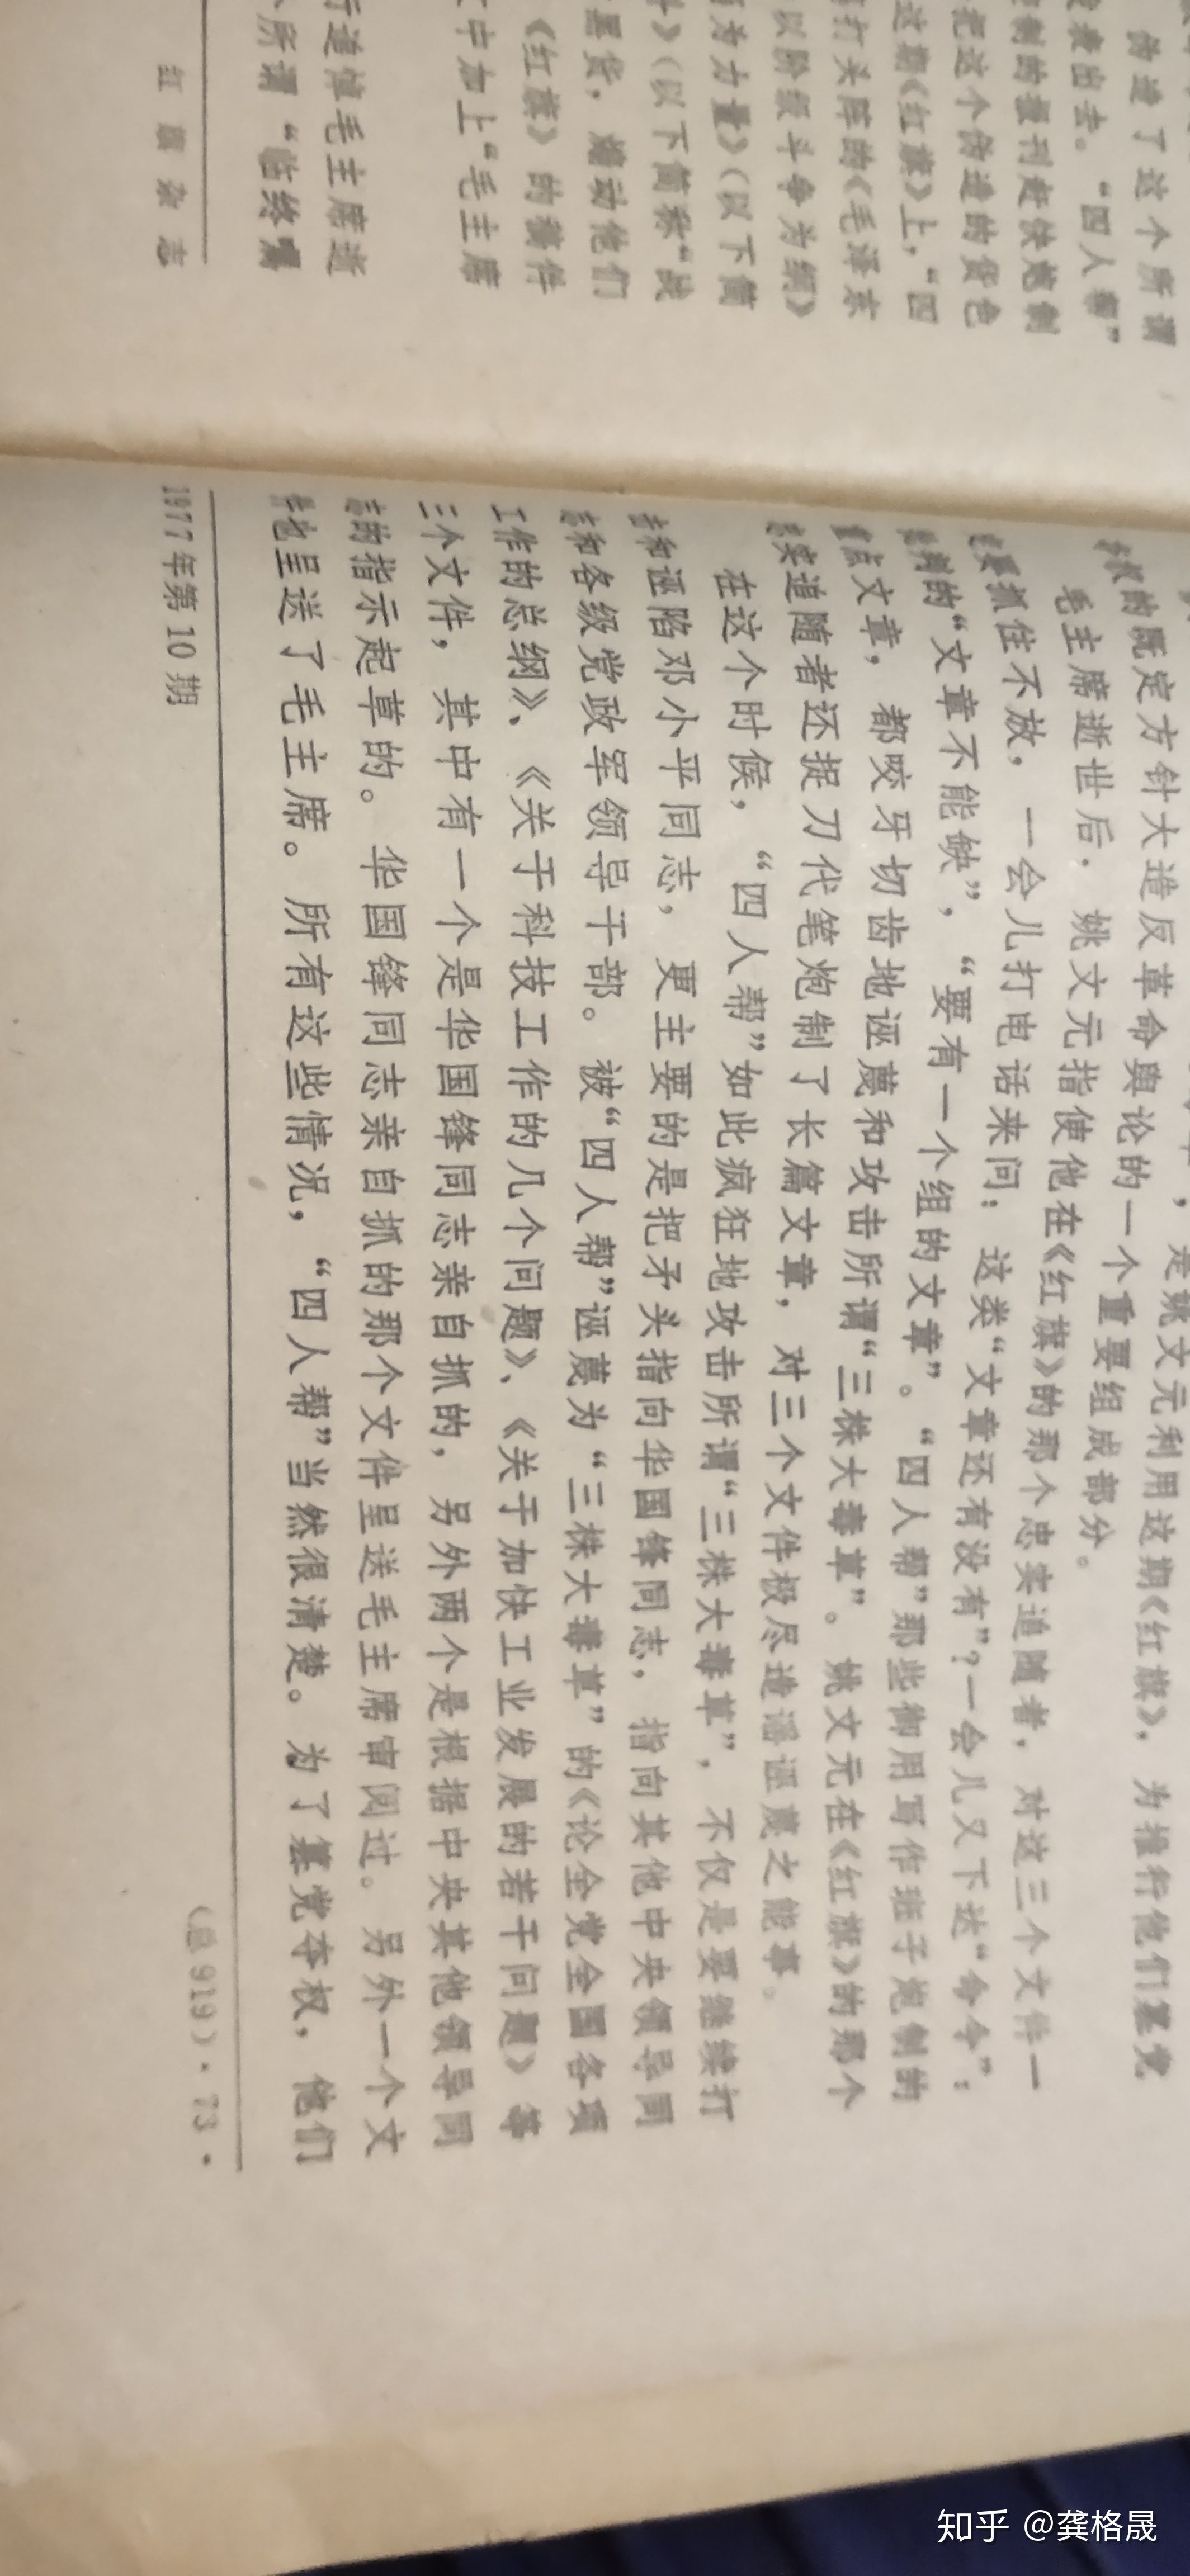 伪造了这个所谓
表出去。“四人帮”
制的报刊赶快炮制
把这个伪造的货色
这期《红旗》上，“四
打头阵的《毛泽东
以阶级斗争为纲》
为力量》（以下简
》（以下简称“战
黑货，煽动他们
《红旗》的稿件
字加上“毛主席
追悼毛主席逝
所谓“临终嘱
红旗杂志
，是姚文元利用这期《红旗》，为推行他们篡党
权的既定方针大造反革命舆论的一个重要组成部分。
毛主席逝世后，姚文元指使他在《红旗》的那个忠实追随者，对这三个文件一
要抓住不放，一会儿打电话来问：这类“文章还有没有”？一会儿又下达“命令”：
的“文章不能缺”，“要有一个组的文章”。“四人帮”那些御用写作班子炮制的
重点文章，都咬牙切齿地诬蔑和攻击所谓“三株大毒草”。姚文元在《红旗》的那个
实追随者还捉刀代笔炮制了长篇文章，对三个文件极尽造谣诬蔑之能事。
在这个时候，“四人帮”如此疯狂地攻击所谓“三株大毒草”，不仅是要继续打
击和诬陷邓小平同志，更主要的是把矛头指向华国锋同志，指向其他中央领导同
志和各级党政军领导干部。被“四人帮”诬蔑为“三株大毒草”的《论全党全国各项
工作的总纲》、《关于科技工作的几个问题》、《关于加快工业发展的若干问题》等
三个文件，其中有一个是华国锋同志亲自抓的，另外两个是根据中央其他领导同
志的指示起草的。华国锋同志亲自抓的那个文件呈送毛主席审阅过。另外一个文
件也呈送了毛主席。所有这些情况，“四人帮”当然很清楚。为了篡党夺权，他们
1977年第10期
（总919）·73·
知乎 @龚格晟